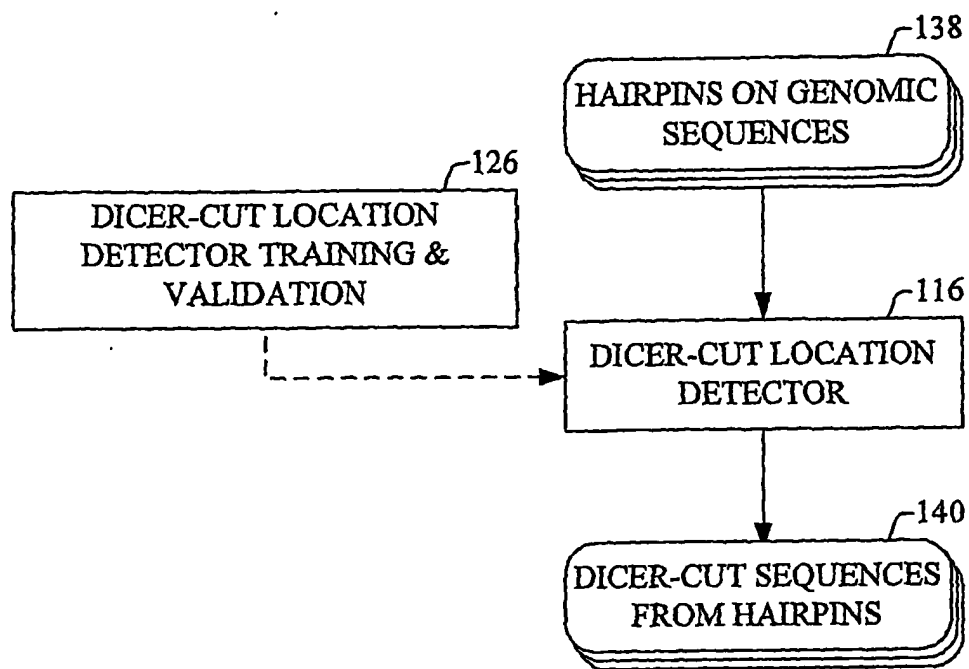 138
HAIRPINS ON GENOMIC
SEQUENCES
126
DICER-CUT LOCATION
DETECTOR TRAINING &
VALIDATION
116
DICER-CUT LOCATION
DETECTOR
140
DICER-CUT SEQUENCES
FROM HAIRPINS